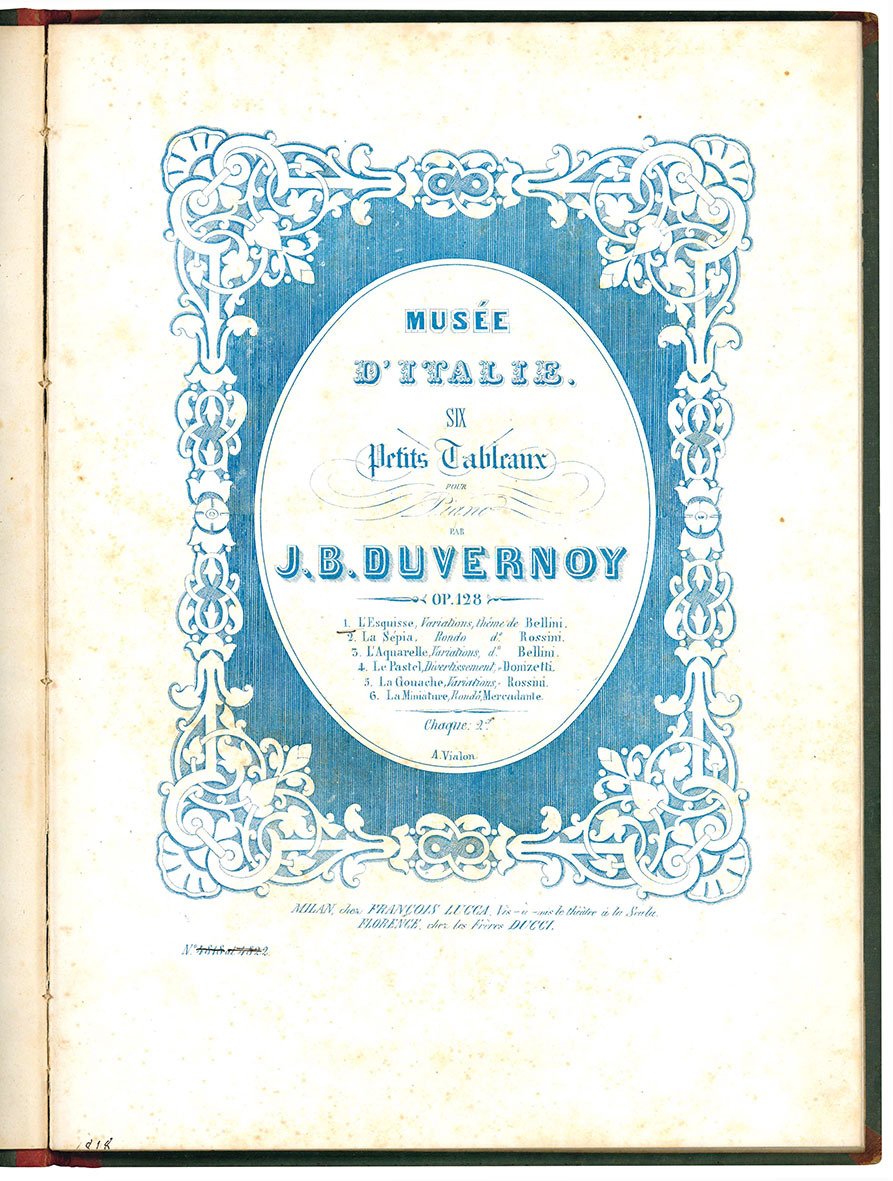 MUSÉE
D'ITALIE.
SIX
Petits Tableaux
POUR
Piano
PAR
J.B. DUVERNOY
OP. 128
1. L'Esquisse, Variations, thème de Bellini.
2. La Sépia, Rondo d.° Rossini.
3. L'Aquarelle, Variations, d.° Bellini.
4. Le Pastel, Divertissement, - Donizetti.
5. La Gouache, Variations, - Rossini.
6. La Miniature, Rondo, Mercadante.
Chaque: 2.f
A. Vialon.
MILAN, chez FRANÇOIS LUCCA, Vis-à-vis le théâtre à la Scala.
FLORENCE, chez les Frères DUCCI.
N.°